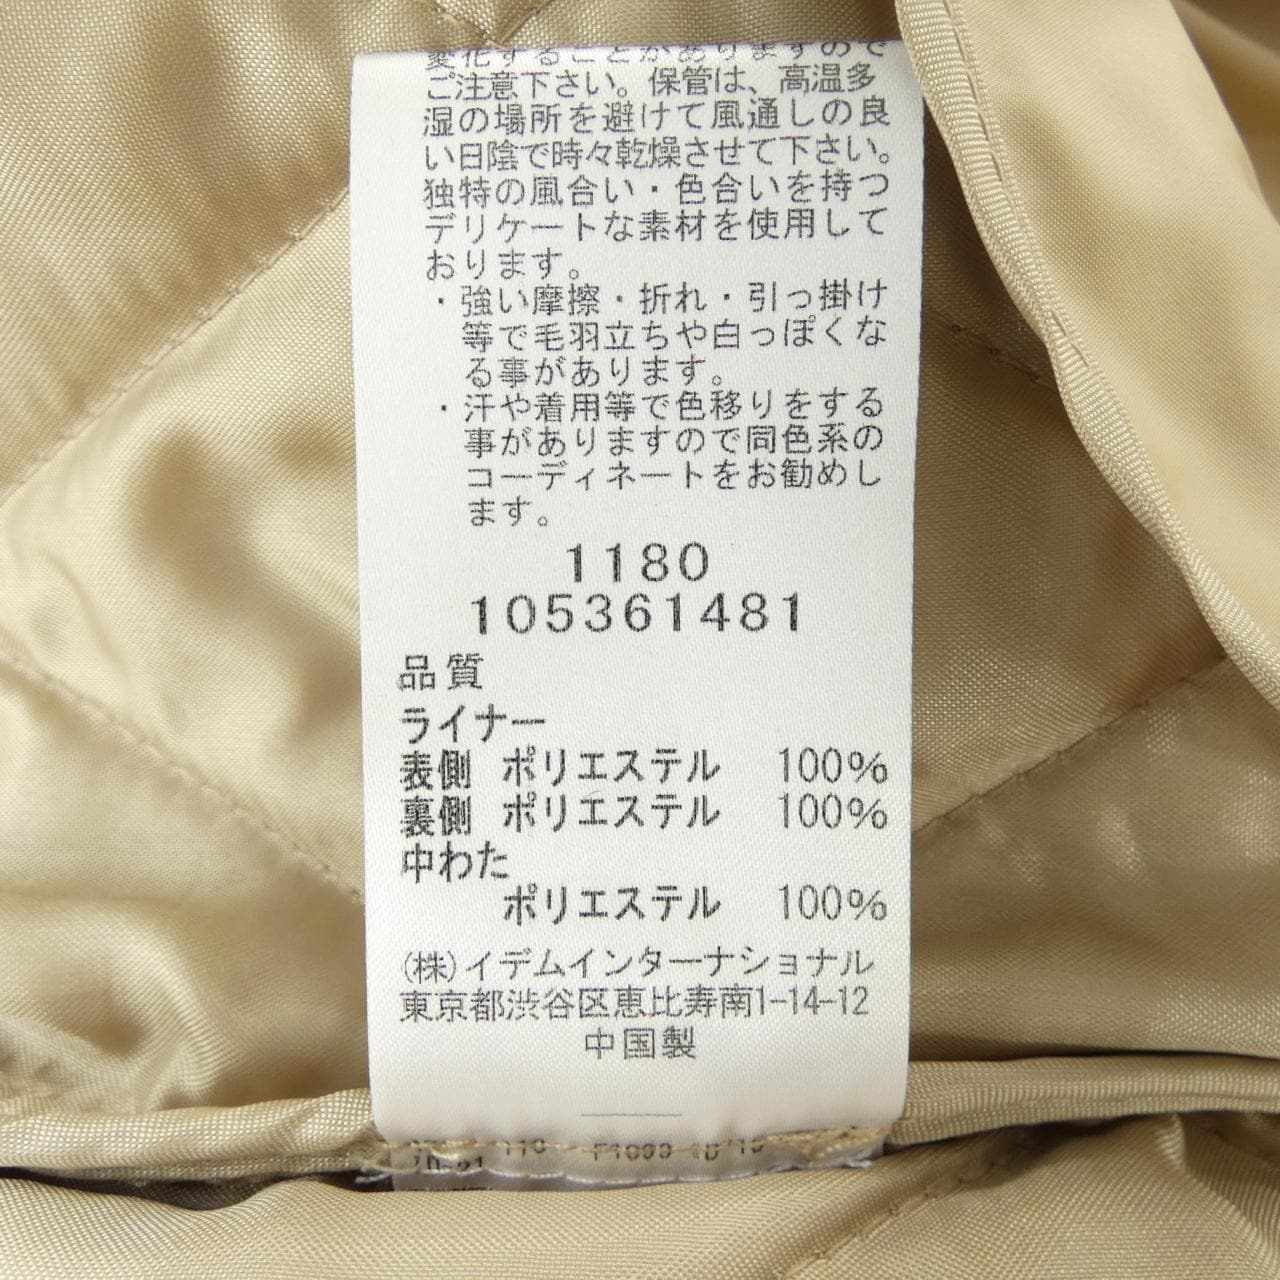 変化することがありますので
ご注意下さい。保管は、高温多
湿の場所を避けて風通しの良
い日陰で時々乾燥させて下さい。
独特の風合い・色合いを持つ
デリケートな素材を使用して
おります。
・強い摩擦・折れ・引っ掛け
等で毛羽立ちや白っぽくな
る事があります。
・汗や着用等で色移りをする
事がありますので同色系の
コーディネートをお勧めし
ます。
1180
105361481
品質
ライナー
表側 ポリエステル 100%
裏側 ポリエステル 100%
中わた
ポリエステル 100%
(株)イデムインターナショナル
東京都渋谷区恵比寿南1-14-12
中国製